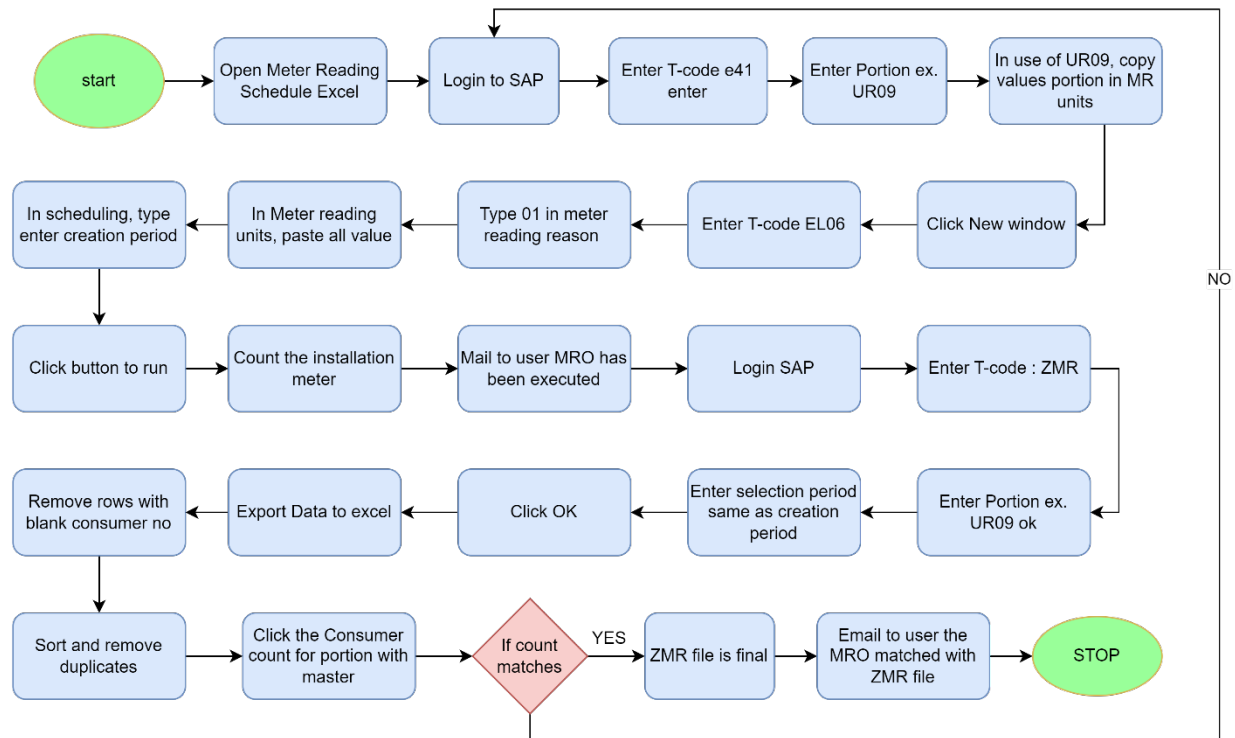 start
Open Meter Reading
Schedule Excel
Login to SAP
Enter T-code e41
enter
Enter Portion ex.
UR09
In use of UR09, copy
values portion in MR
units
In scheduling, type
enter creation period
In Meter reading
units, paste all value
Type 01 in meter
reading reason
Enter T-code EL06
Click New window
NO
Click button to run
Count the installation
meter
Mail to user MRO has
been executed
Login SAP
Enter T-code : ZMR
Remove rows with
blank consumer no
Export Data to excel
Click OK
Enter selection period
same as creation
period
Enter Portion ex.
UR09 ok
Sort and remove
duplicates
Click the Consumer
count for portion with
master
If count
matches
YES
ZMR file is final
Email to user the
MRO matched with
ZMR file
STOP